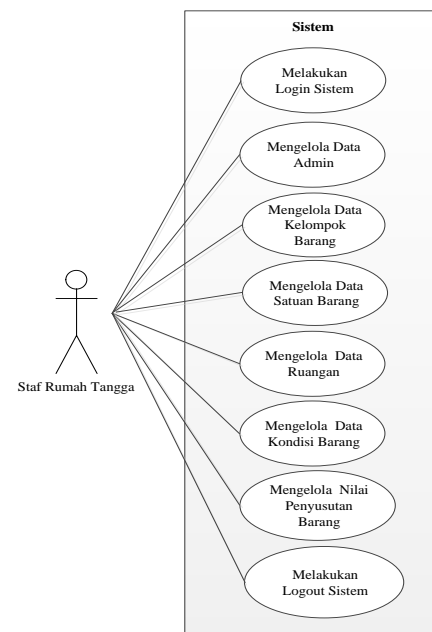 Sistem
Melakukan
Login Sistem
Mengelola Data
Admin
Mengelola Data
Kelompok
Barang
Mengelola Data
Satuan Barang
Mengelola Data
Ruangan
Mengelola Data
Kondisi Barang
Mengelola Nilai
Penyusutan
Barang
Melakukan
Logout Sistem
Staf Rumah Tangga